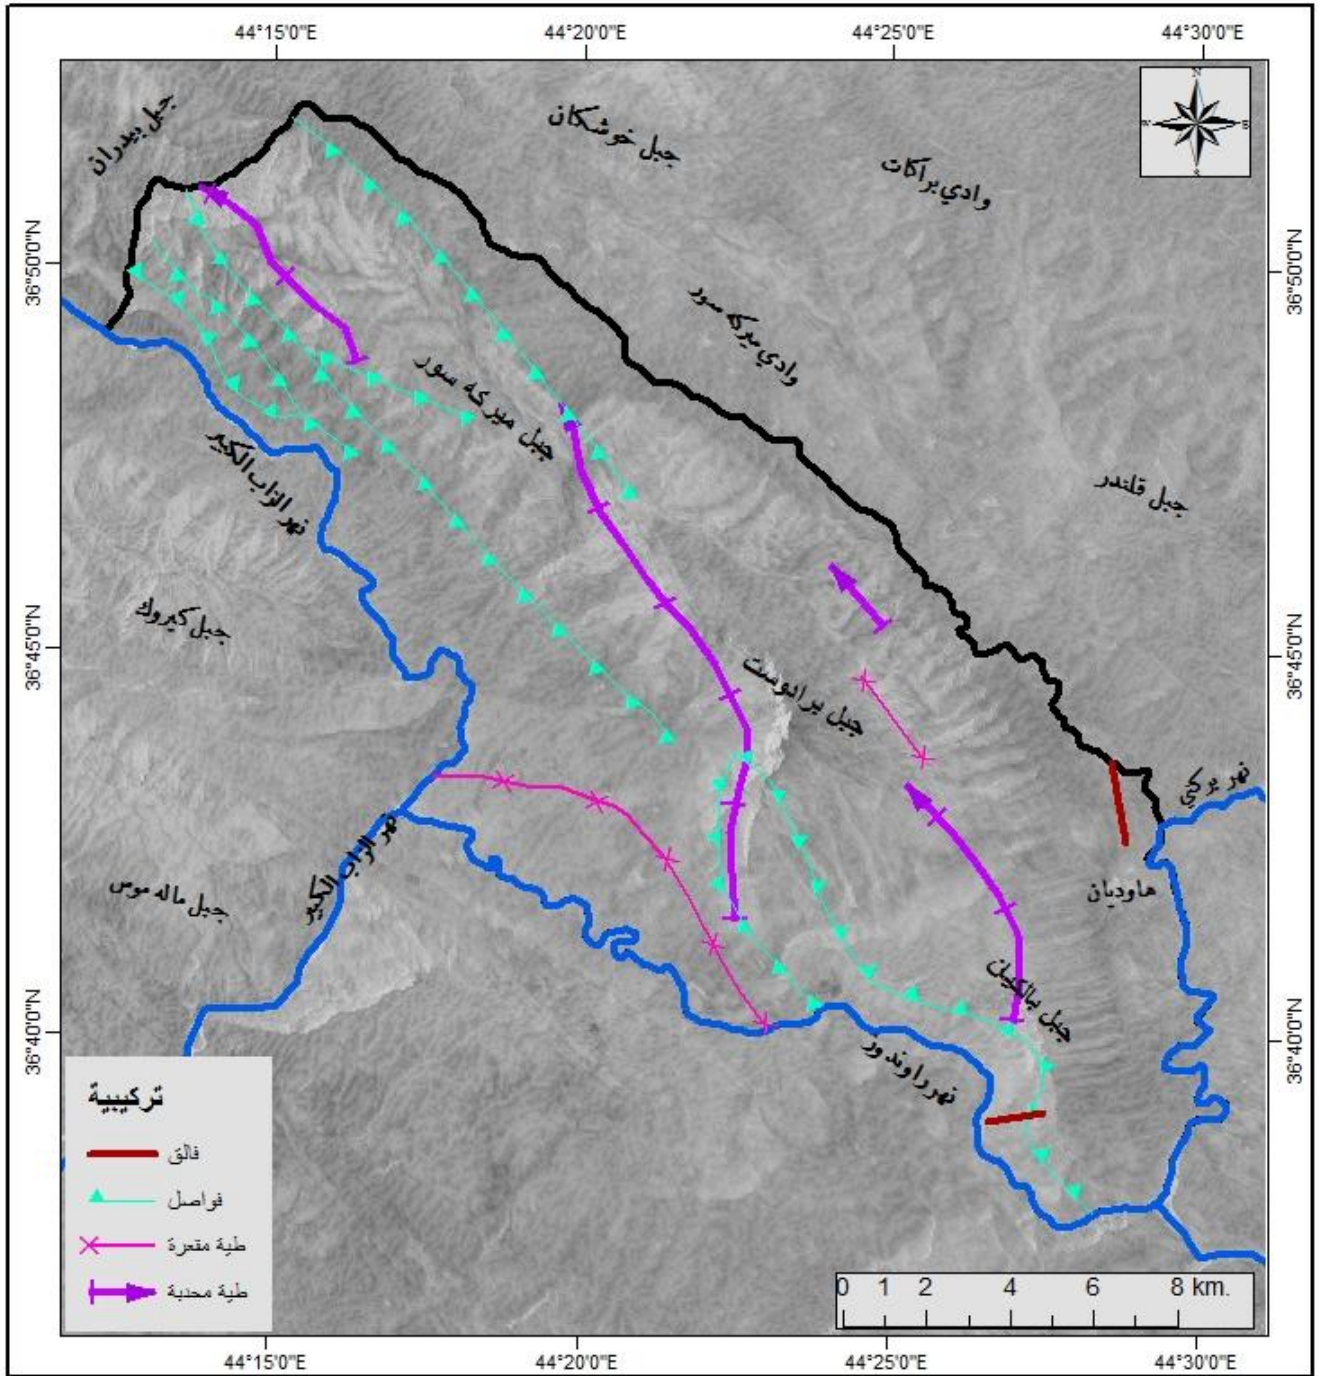 44°15'0"E
44°20'0"E
44°25'0"E
44°30'0"E
N
جبل بيدران
جبل خوشكان
وادي براكات
36°50'0"N
36°50'0"N
وادي ميركه سور
جبل ميركه سور
نهر الزاب الكبير
جبل قلندر
جبل كيروك
36°45'0"N
36°45'0"N
جبل برادوست
نهر بركي
نهر الزاب الكبير
جبل ماله موس
هاوديان
جبل بالكيان
36°40'0"N
36°40'0"N
نهر راوندوز
تركيبية
فالق
فواصل
طية مقعرة
طية محدبة
0 1 2 4 6 8 km.
44°15'0"E
44°20'0"E
44°25'0"E
44°30'0"E